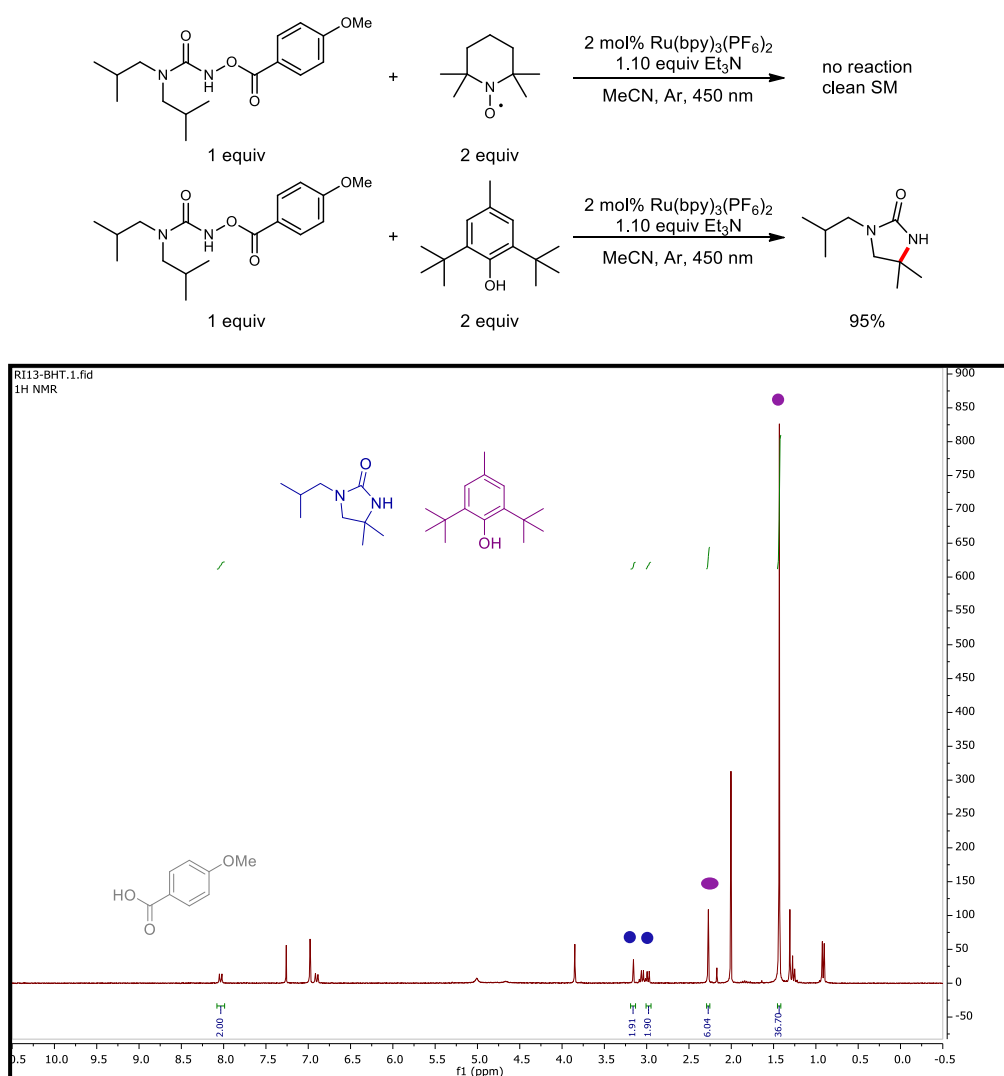 OMe
O
O
N
N
H
O
+
N
O•
2 mol% Ru(bpy)3(PF6)2
1.10 equiv Et3N
MeCN, Ar, 450 nm
no reaction
clean SM
1 equiv
2 equiv
OMe
O
O
N
N
H
O
+
OH
2 mol% Ru(bpy)3(PF6)2
1.10 equiv Et3N
MeCN, Ar, 450 nm
O
N
NH
1 equiv
2 equiv
95%
RI13-BHT.1.fid
1H NMR
O
N
NH
OH
OMe
HO
O
900
850
800
750
700
650
600
550
500
450
400
350
300
250
200
150
100
50
0
-50
2.00
1.91
1.90
6.04
36.70
.5 10.0 9.5 9.0 8.5 8.0 7.5 7.0 6.5 6.0 5.5 5.0 4.5 4.0 3.5 3.0 2.5 2.0 1.5 1.0 0.5 0.0 -0.5
f1 (ppm)